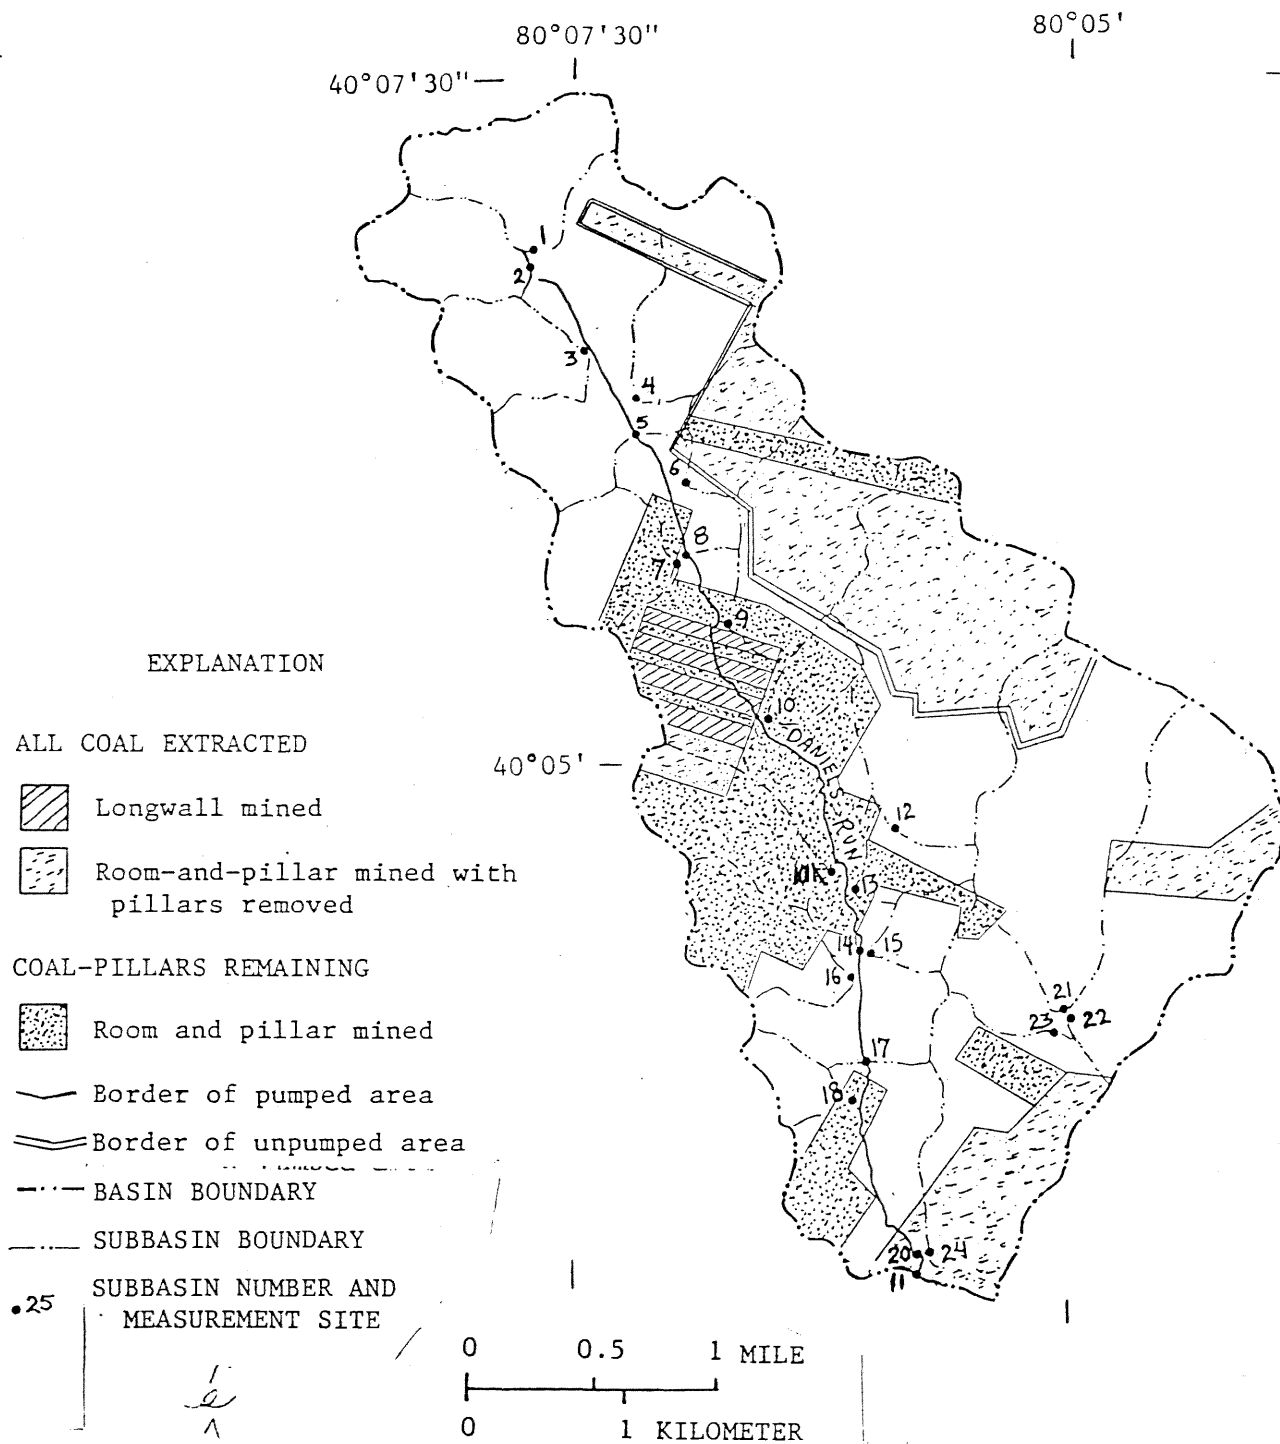 80°07'30"
80°05'
40°07'30"
1
2
3
4
5
6
8
7
9
10
DANIELS RUN
40°05'
12
13
14
15
16
21
22
23
17
18
20
24
11
EXPLANATION
ALL COAL EXTRACTED
Longwall mined
Room-and-pillar mined with
pillars removed
COAL-PILLARS REMAINING
Room and pillar mined
Border of pumped area
Border of unpumped area
BASIN BOUNDARY
SUBBASIN BOUNDARY
25
SUBBASIN NUMBER AND
MEASUREMENT SITE
0 0.5 1 MILE
0 1 KILOMETER